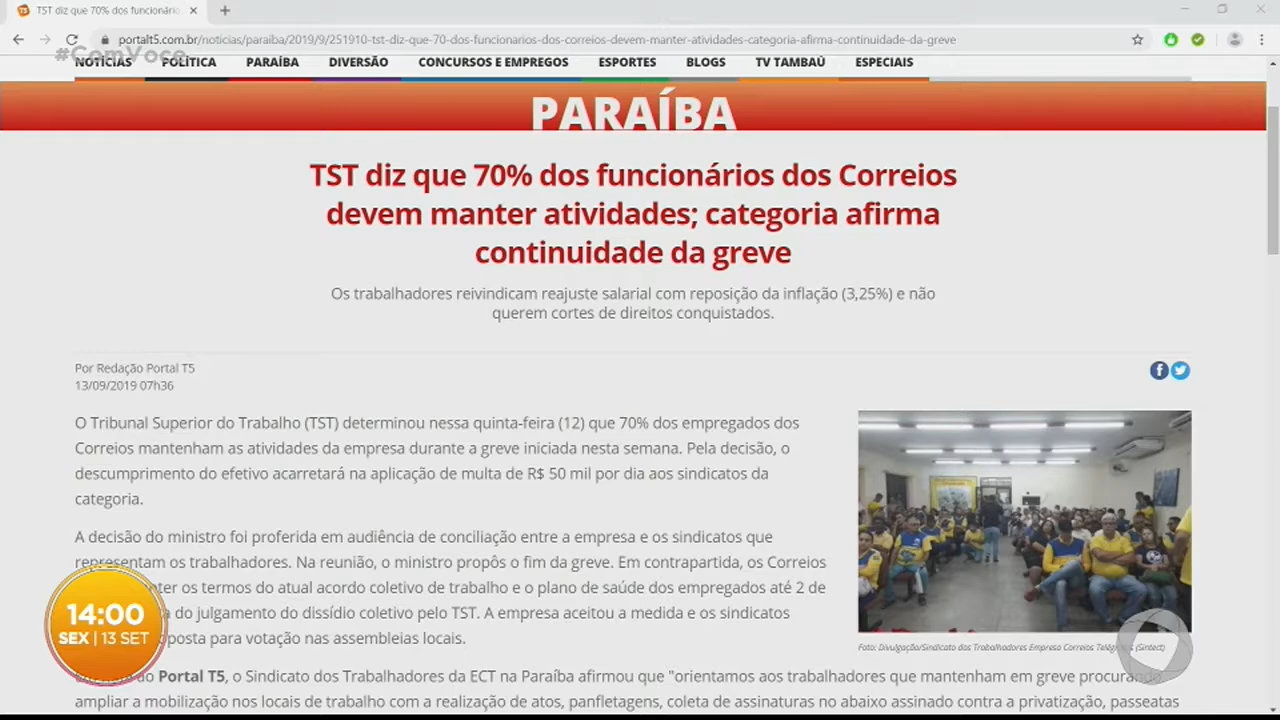 TST diz que 70% dos funcionário
portalt5.com.br/noticias/paraiba/2019/9/251910-tst-diz-que-70-dos-funcionarios-dos-correios-devem-manter-atividades-categoria-afirma-continuidade-da-greve
#ComVoce
NOTÍCIAS POLÍTICA PARAÍBA DIVERSÃO CONCURSOS E EMPREGOS ESPORTES BLOGS TV TAMBAÚ ESPECIAIS
PARAÍBA
TST diz que 70% dos funcionários dos Correios
devem manter atividades; categoria afirma
continuidade da greve
Os trabalhadores reivindicam reajuste salarial com reposição da inflação (3,25%) e não
querem cortes de direitos conquistados.
Por Redação Portal T5
13/09/2019 07h36
O Tribunal Superior do Trabalho (TST) determinou nessa quinta-feira (12) que 70% dos empregados dos
Correios mantenham as atividades da empresa durante a greve iniciada nesta semana. Pela decisão, o
descumprimento do efetivo acarretará na aplicação de multa de R$ 50 mil por dia aos sindicatos da
categoria.
A decisão do ministro foi proferida em audiência de conciliação entre a empresa e os sindicatos que
representam os trabalhadores. Na reunião, o ministro propôs o fim da greve. Em contrapartida, os Correios
os termos do atual acordo coletivo de trabalho e o plano de saúde dos empregados até 2 de
do julgamento do dissídio coletivo pelo TST. A empresa aceitou a medida e os sindicatos
para votação nas assembleias locais.
Foto: Divulgação/Sindicato dos Trabalhadores Empresa Correios (Sintect)
14:00
SEX | 13 SET
Portal T5, o Sindicato dos Trabalhadores da ECT na Paraíba afirmou que "orientamos aos trabalhadores que mantenham em greve procurando
ampliar a mobilização nos locais de trabalho com a realização de atos, panfletagens, coleta de assinaturas no abaixo assinado contra a privatização, passeatas